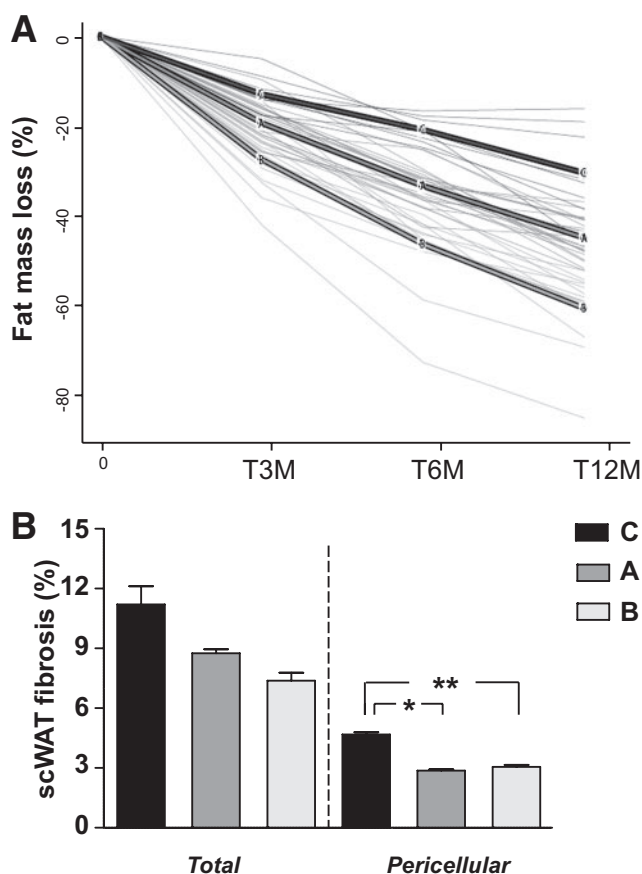 A
Fat mass loss (%)
0
-20
-40
-60
-80
C
C
C
A
A
A
B
B
B
0
T3M
T6M
T12M
B
scWAT fibrosis (%)
15
12
9
6
3
0
**
*
C
A
B
Total
Pericellular